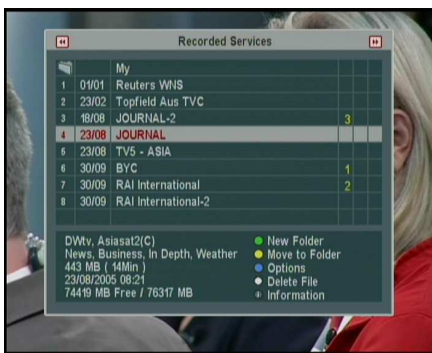 Recorded Services
My
1 01/01 Reuters WNS
2 23/02 Topfield Aus TVC
3 18/08 JOURNAL-2 3
4 23/08 JOURNAL
5 23/08 TV5 - ASIA
6 30/09 BYC 1
7 30/09 RAI International 2
8 30/09 RAI International-2
DWtv, Asiasat2(C)
News, Business, In Depth, Weather
443 MB ( 14Min )
23/08/2005 08:21
74419 MB Free / 76317 MB
New Folder
Move to Folder
Options
Delete File
Information